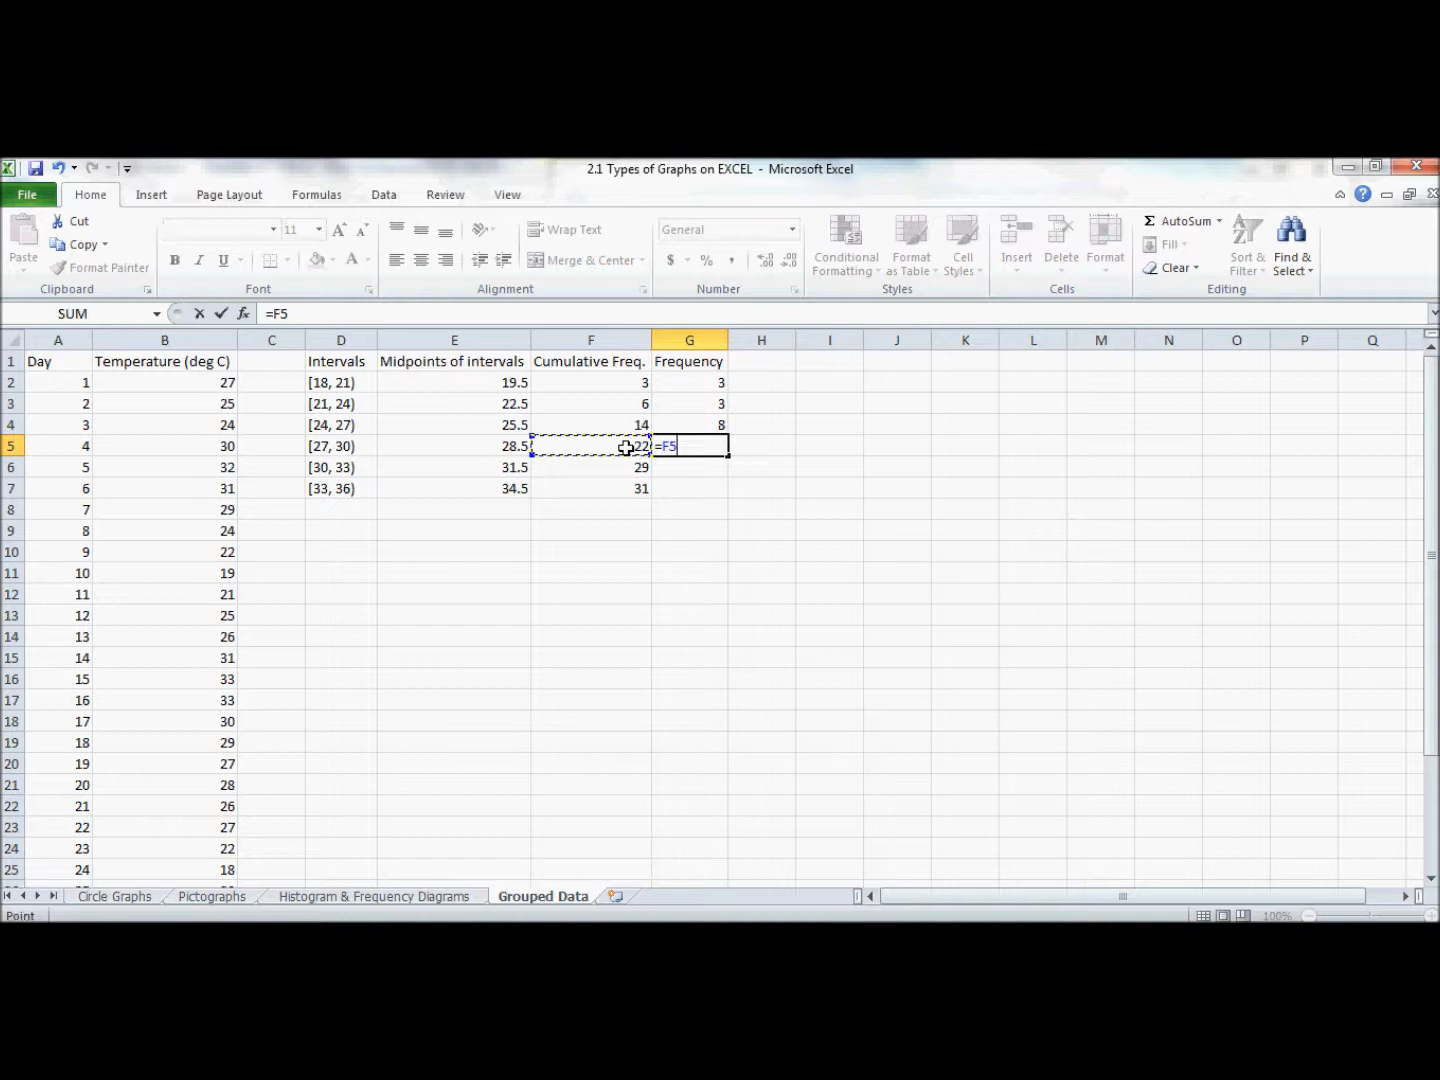 2.1 Types of Graphs on EXCEL - Microsoft Excel
File Home Insert Page Layout Formulas Data Review View
Paste
Cut
Copy
Format Painter
Clipboard
11
Font
Wrap Text
Merge & Center
Alignment
General
Number
Conditional Formatting
Format as Table
Cell Styles
Styles
Insert Delete Format
Cells
AutoSum
Fill
Clear
Sort & Filter
Find & Select
Editing
SUM =F5
A B C D E F G H I J K L M N O P Q
1 Day Temperature (deg C) Intervals Midpoints of intervals Cumulative Freq. Frequency
2 1 27 [18, 21) 19.5 3 3
3 2 25 [21, 24) 22.5 6 3
4 3 24 [24, 27) 25.5 14 8
5 4 30 [27, 30) 28.5 22 =F5
6 5 32 [30, 33) 31.5 29
7 6 31 [33, 36) 34.5 31
8 7 29
9 8 24
10 9 22
11 10 19
12 11 21
13 12 25
14 13 26
15 14 31
16 15 33
17 16 33
18 17 30
19 18 29
20 19 27
21 20 28
22 21 26
23 22 27
24 23 22
25 24 18
Circle Graphs Pictographs Histogram & Frequency Diagrams Grouped Data
Point 100%